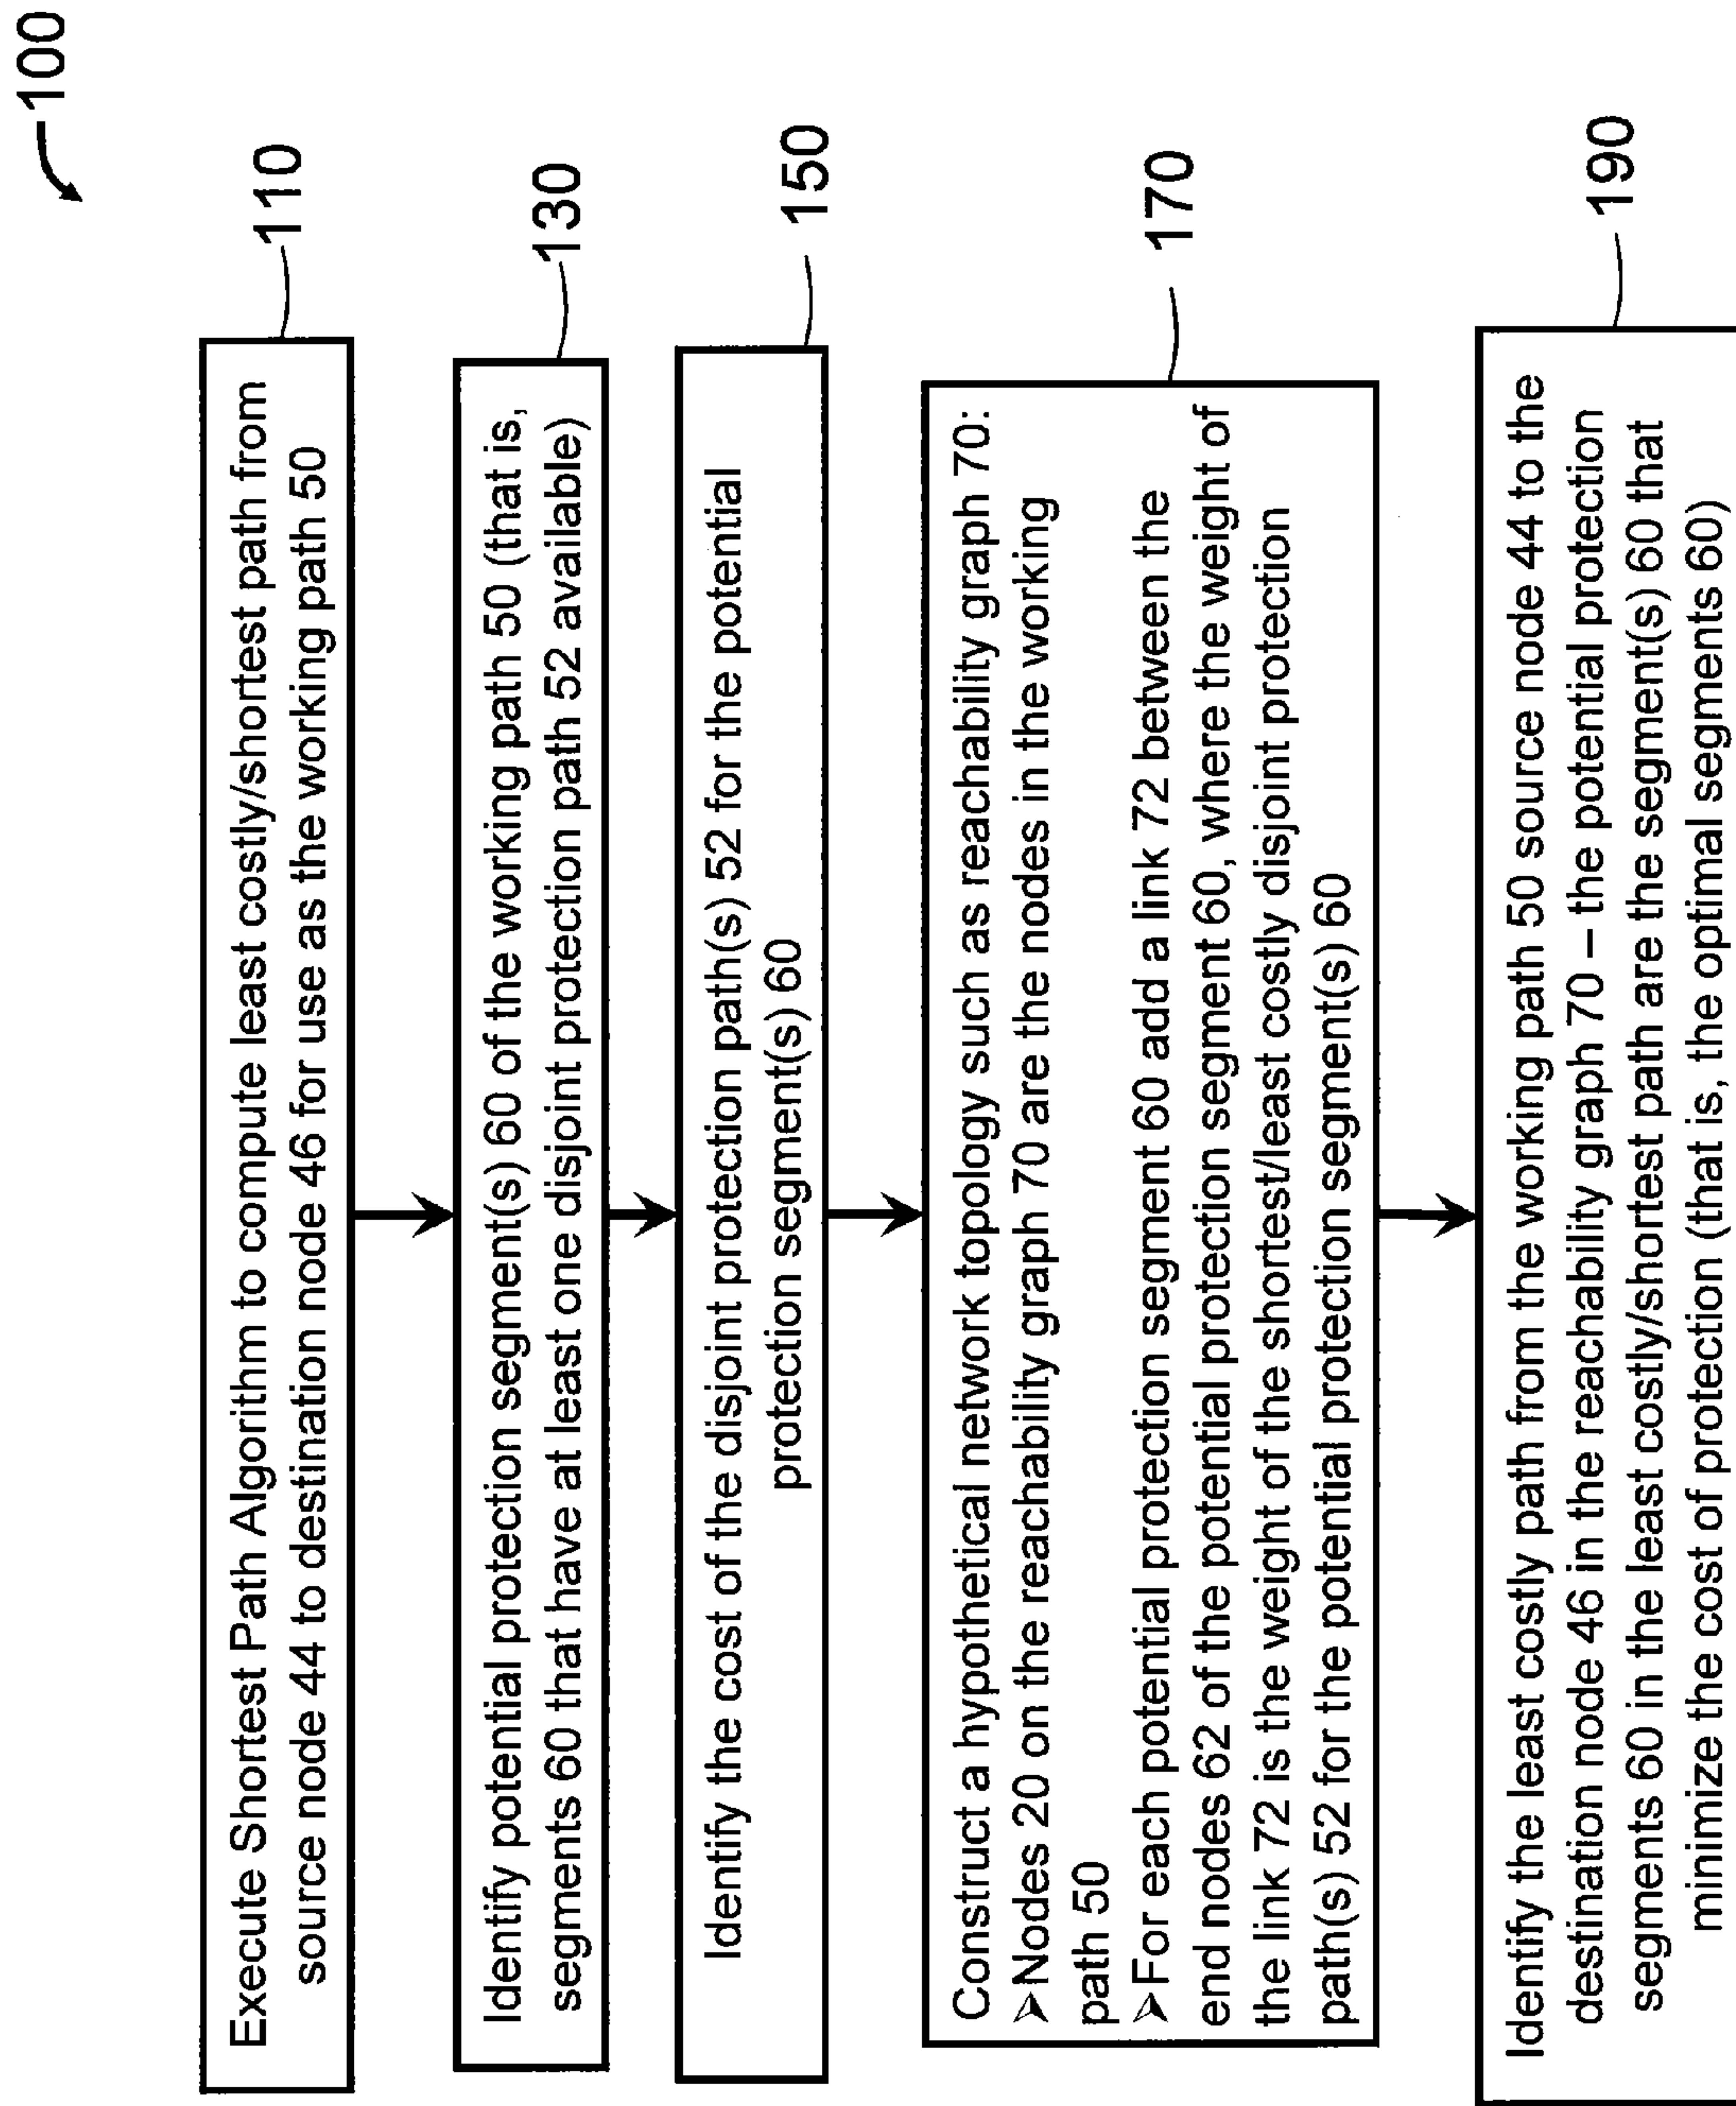 100
Execute Shortest Path Algorithm to compute least costly/shortest path from
source node 44 to destination node 46 for use as the working path 50
110
Identify potential protection segment(s) 60 of the working path 50 (that is,
segments 60 that have at least one disjoint protection path 52 available)
130
Identify the cost of the disjoint protection path(s) 52 for the potential
protection segment(s) 60
150
Construct a hypothetical network topology such as reachability graph 70:
➢Nodes 20 on the reachability graph 70 are the nodes in the working
path 50
➢For each potential protection segment 60 add a link 72 between the
end nodes 62 of the potential protection segment 60, where the weight of
the link 72 is the weight of the shortest/least costly disjoint protection
path(s) 52 for the potential protection segment(s) 60
170
Identify the least costly path from the working path 50 source node 44 to the
destination node 46 in the reachability graph 70 – the potential protection
segments 60 in the least costly/shortest path are the segment(s) 60 that
minimize the cost of protection (that is, the optimal segments 60)
190